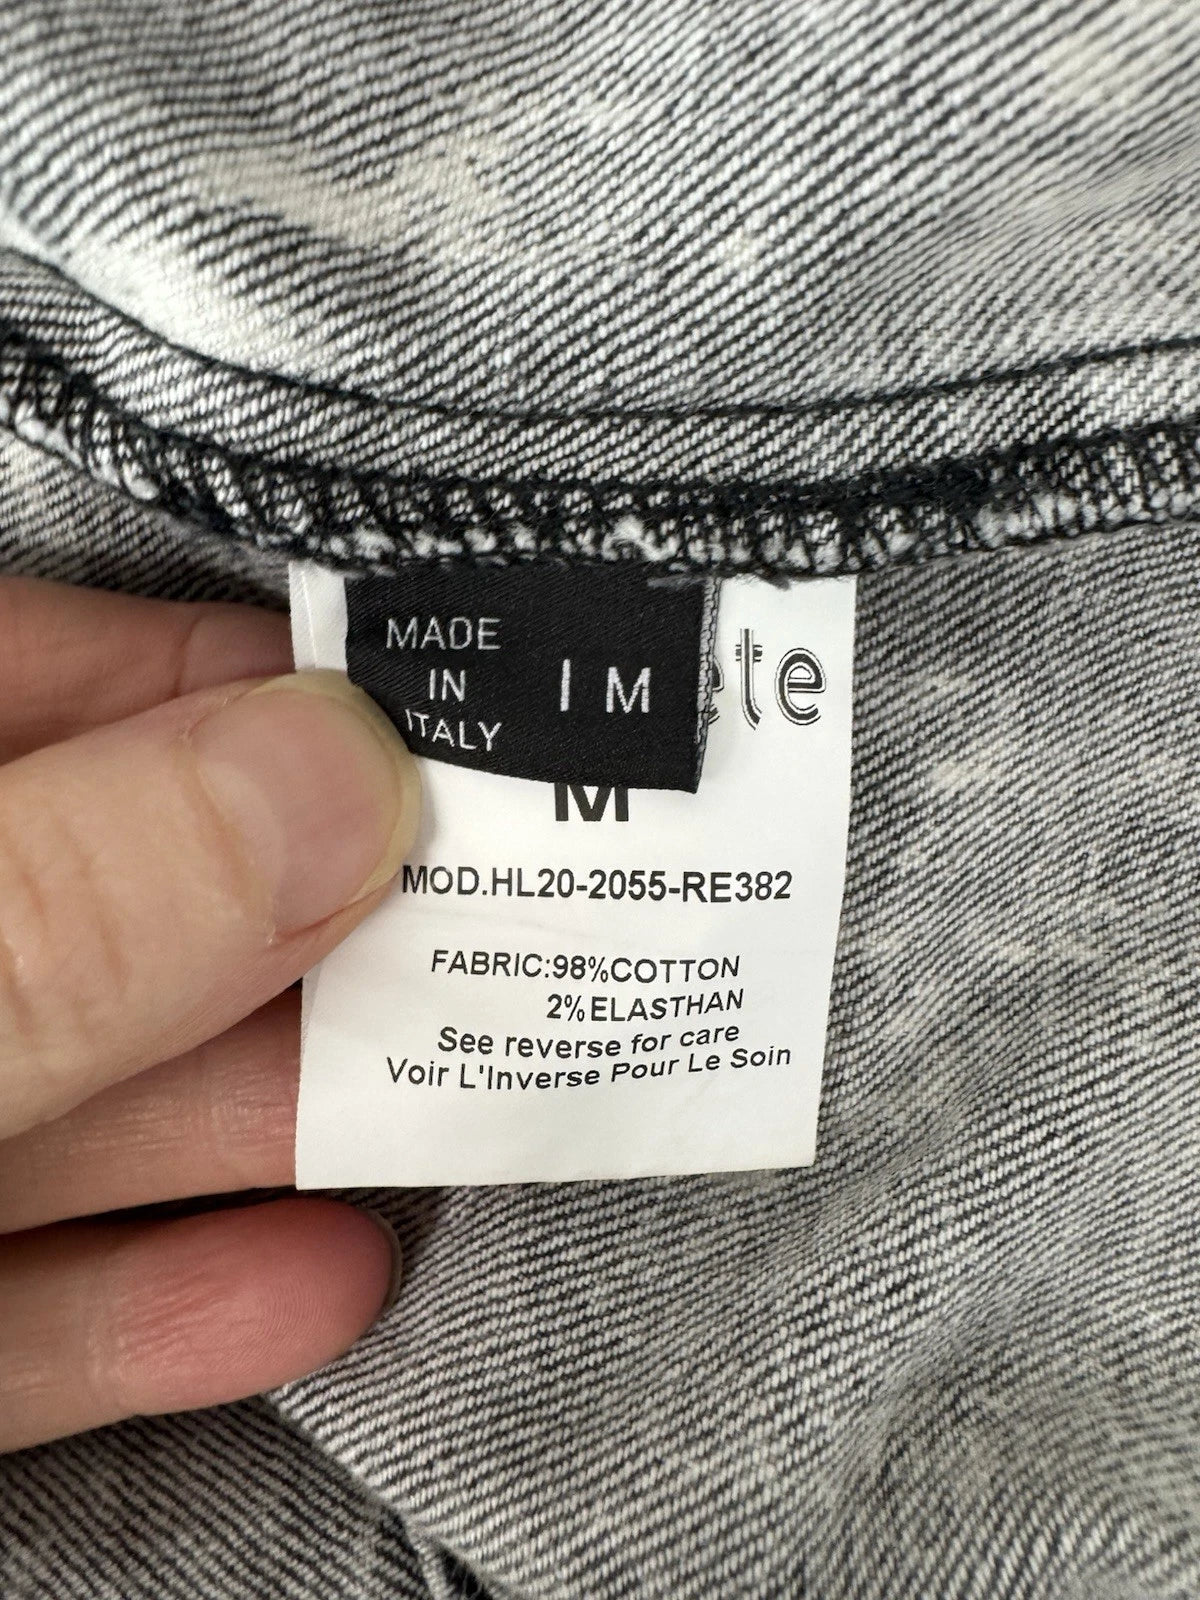 MADE
IN
ITALY
I M
ete
M
MOD.HL20-2055-RE382
FABRIC:98%COTTON
2%ELASTHAN
See reverse for care
Voir L'Inverse Pour Le Soin